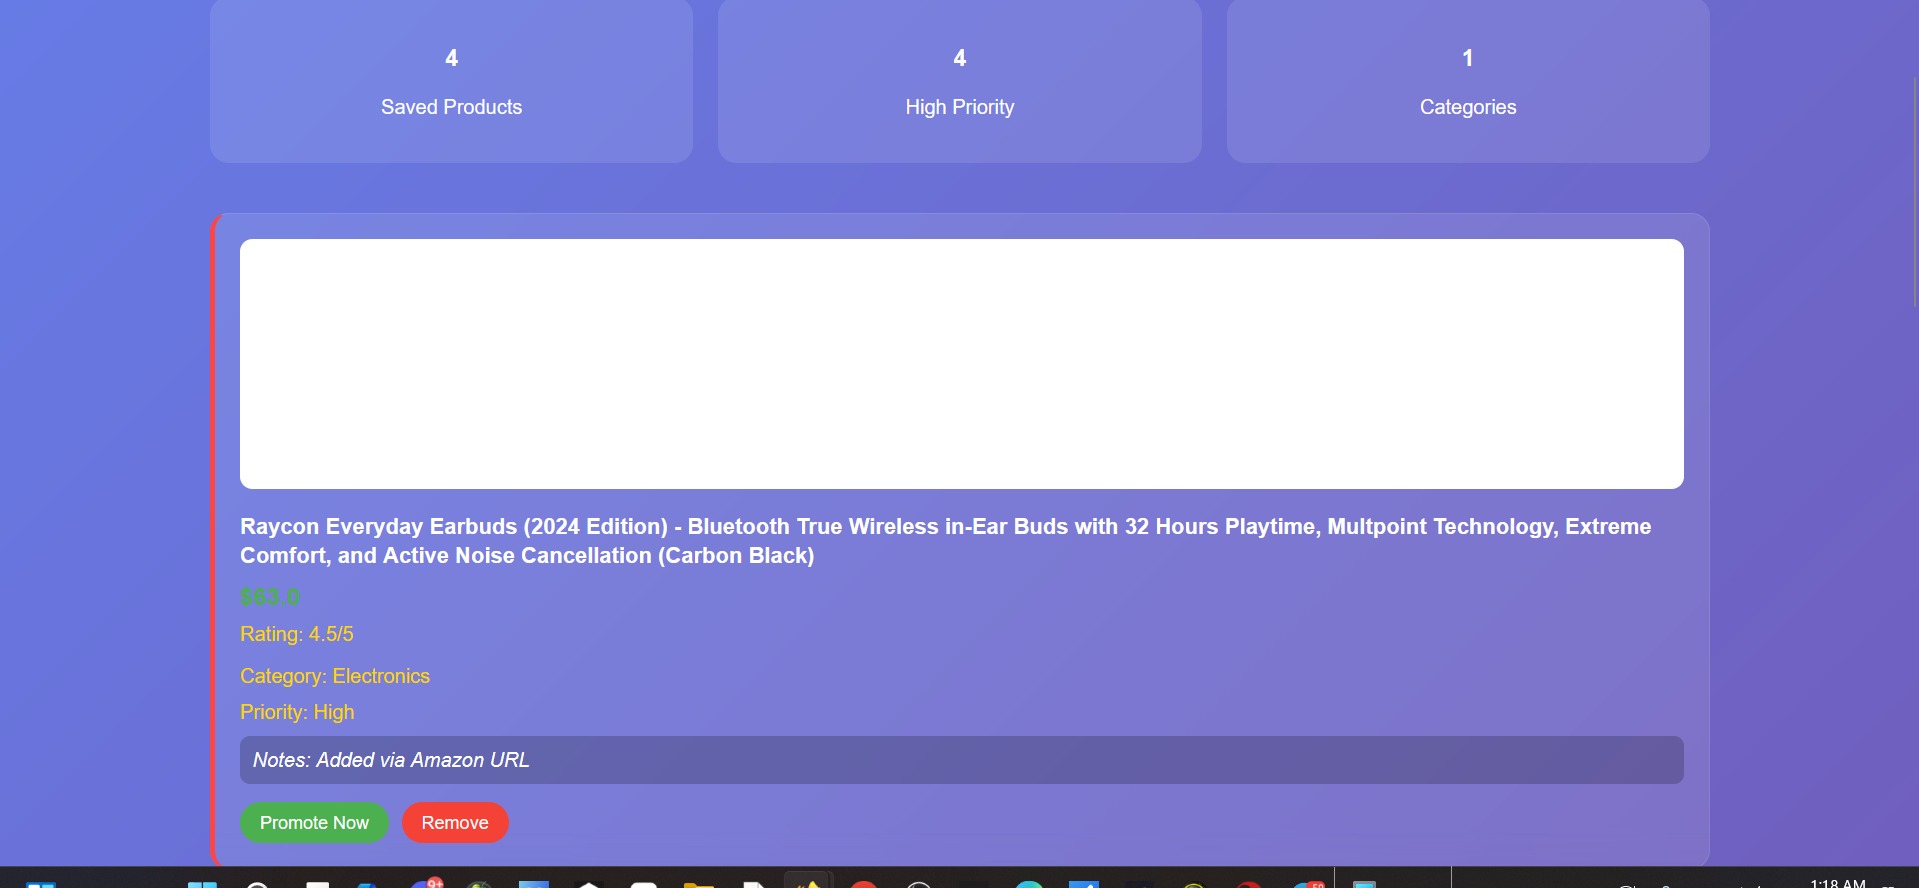 4
Saved Products
4
High Priority
1
Categories
Raycon Everyday Earbuds (2024 Edition) - Bluetooth True Wireless in-Ear Buds with 32 Hours Playtime, Multpoint Technology, Extreme
Comfort, and Active Noise Cancellation (Carbon Black)
$63.0
Rating: 4.5/5
Category: Electronics
Priority: High
Notes: Added via Amazon URL
Promote Now
Remove
9+
50
1:18 AM